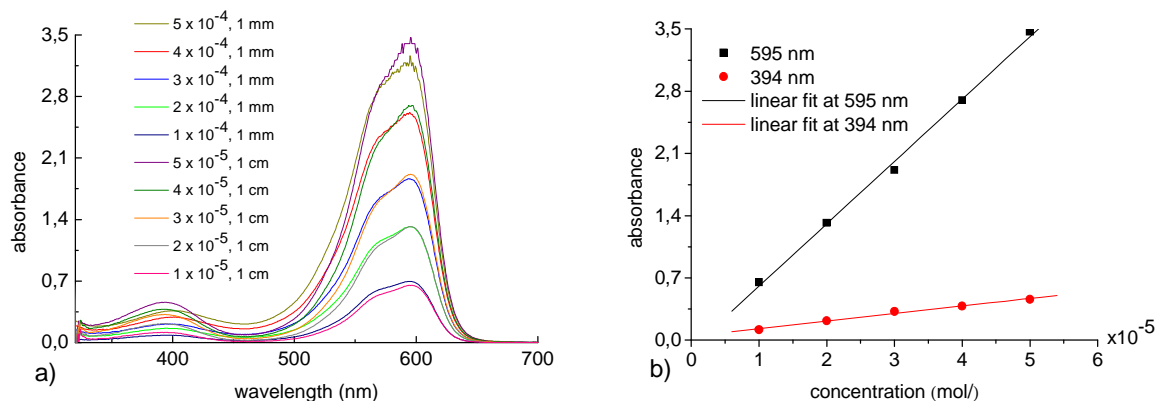 5 x 10⁻⁴, 1 mm
4 x 10⁻⁴, 1 mm
3 x 10⁻⁴, 1 mm
2 x 10⁻⁴, 1 mm
1 x 10⁻⁴, 1 mm
5 x 10⁻⁵, 1 cm
4 x 10⁻⁵, 1 cm
3 x 10⁻⁵, 1 cm
2 x 10⁻⁵, 1 cm
1 x 10⁻⁵, 1 cm
3,5
2,8
2,1
1,4
0,7
0,0
absorbance
400 500 600 700
wavelength (nm)
a)
595 nm
394 nm
linear fit at 595 nm
linear fit at 394 nm
3,5
2,8
2,1
1,4
0,7
0,0
absorbance
0 1 2 3 4 5 6
x10⁻⁵
concentration (mol/)
b)